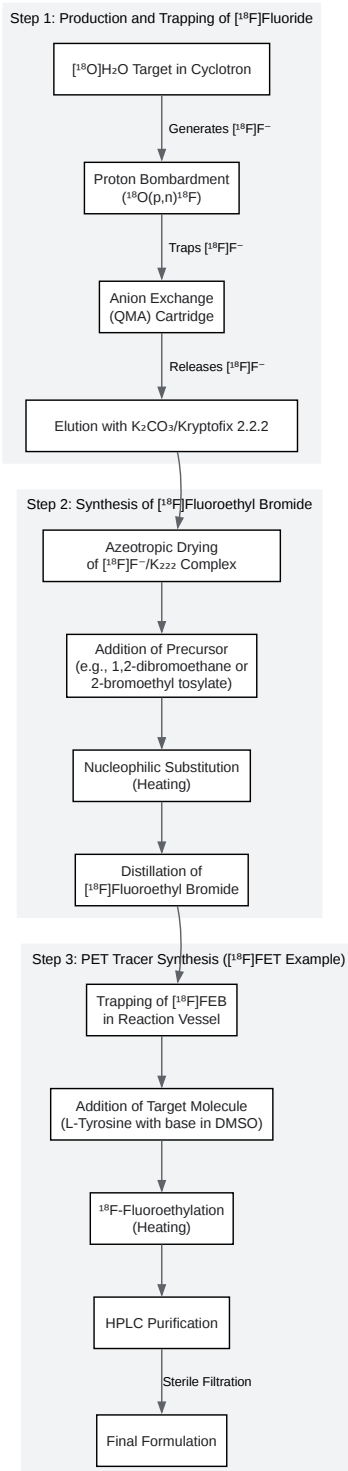 Step 1: Production and Trapping of [¹⁸F]Fluoride
[¹⁸O]H₂O Target in Cyclotron
Generates [¹⁸F]F⁻
Proton Bombardment
(¹⁸O(p,n)¹⁸F)
Traps [¹⁸F]F⁻
Anion Exchange
(QMA) Cartridge
Releases [¹⁸F]F⁻
Elution with K₂CO₃/Kryptofix 2.2.2
Step 2: Synthesis of [¹⁸F]Fluoroethyl Bromide
Azeotropic Drying
of [¹⁸F]F⁻/K₂₂₂ Complex
Addition of Precursor
(e.g., 1,2-dibromoethane or
2-bromoethyl tosylate)
Nucleophilic Substitution
(Heating)
Distillation of
[¹⁸F]Fluoroethyl Bromide
Step 3: PET Tracer Synthesis ([¹⁸F]FET Example)
Trapping of [¹⁸F]FEB
in Reaction Vessel
Addition of Target Molecule
(L-Tyrosine with base in DMSO)
¹⁸F-Fluoroethylation
(Heating)
HPLC Purification
Sterile Filtration
Final Formulation